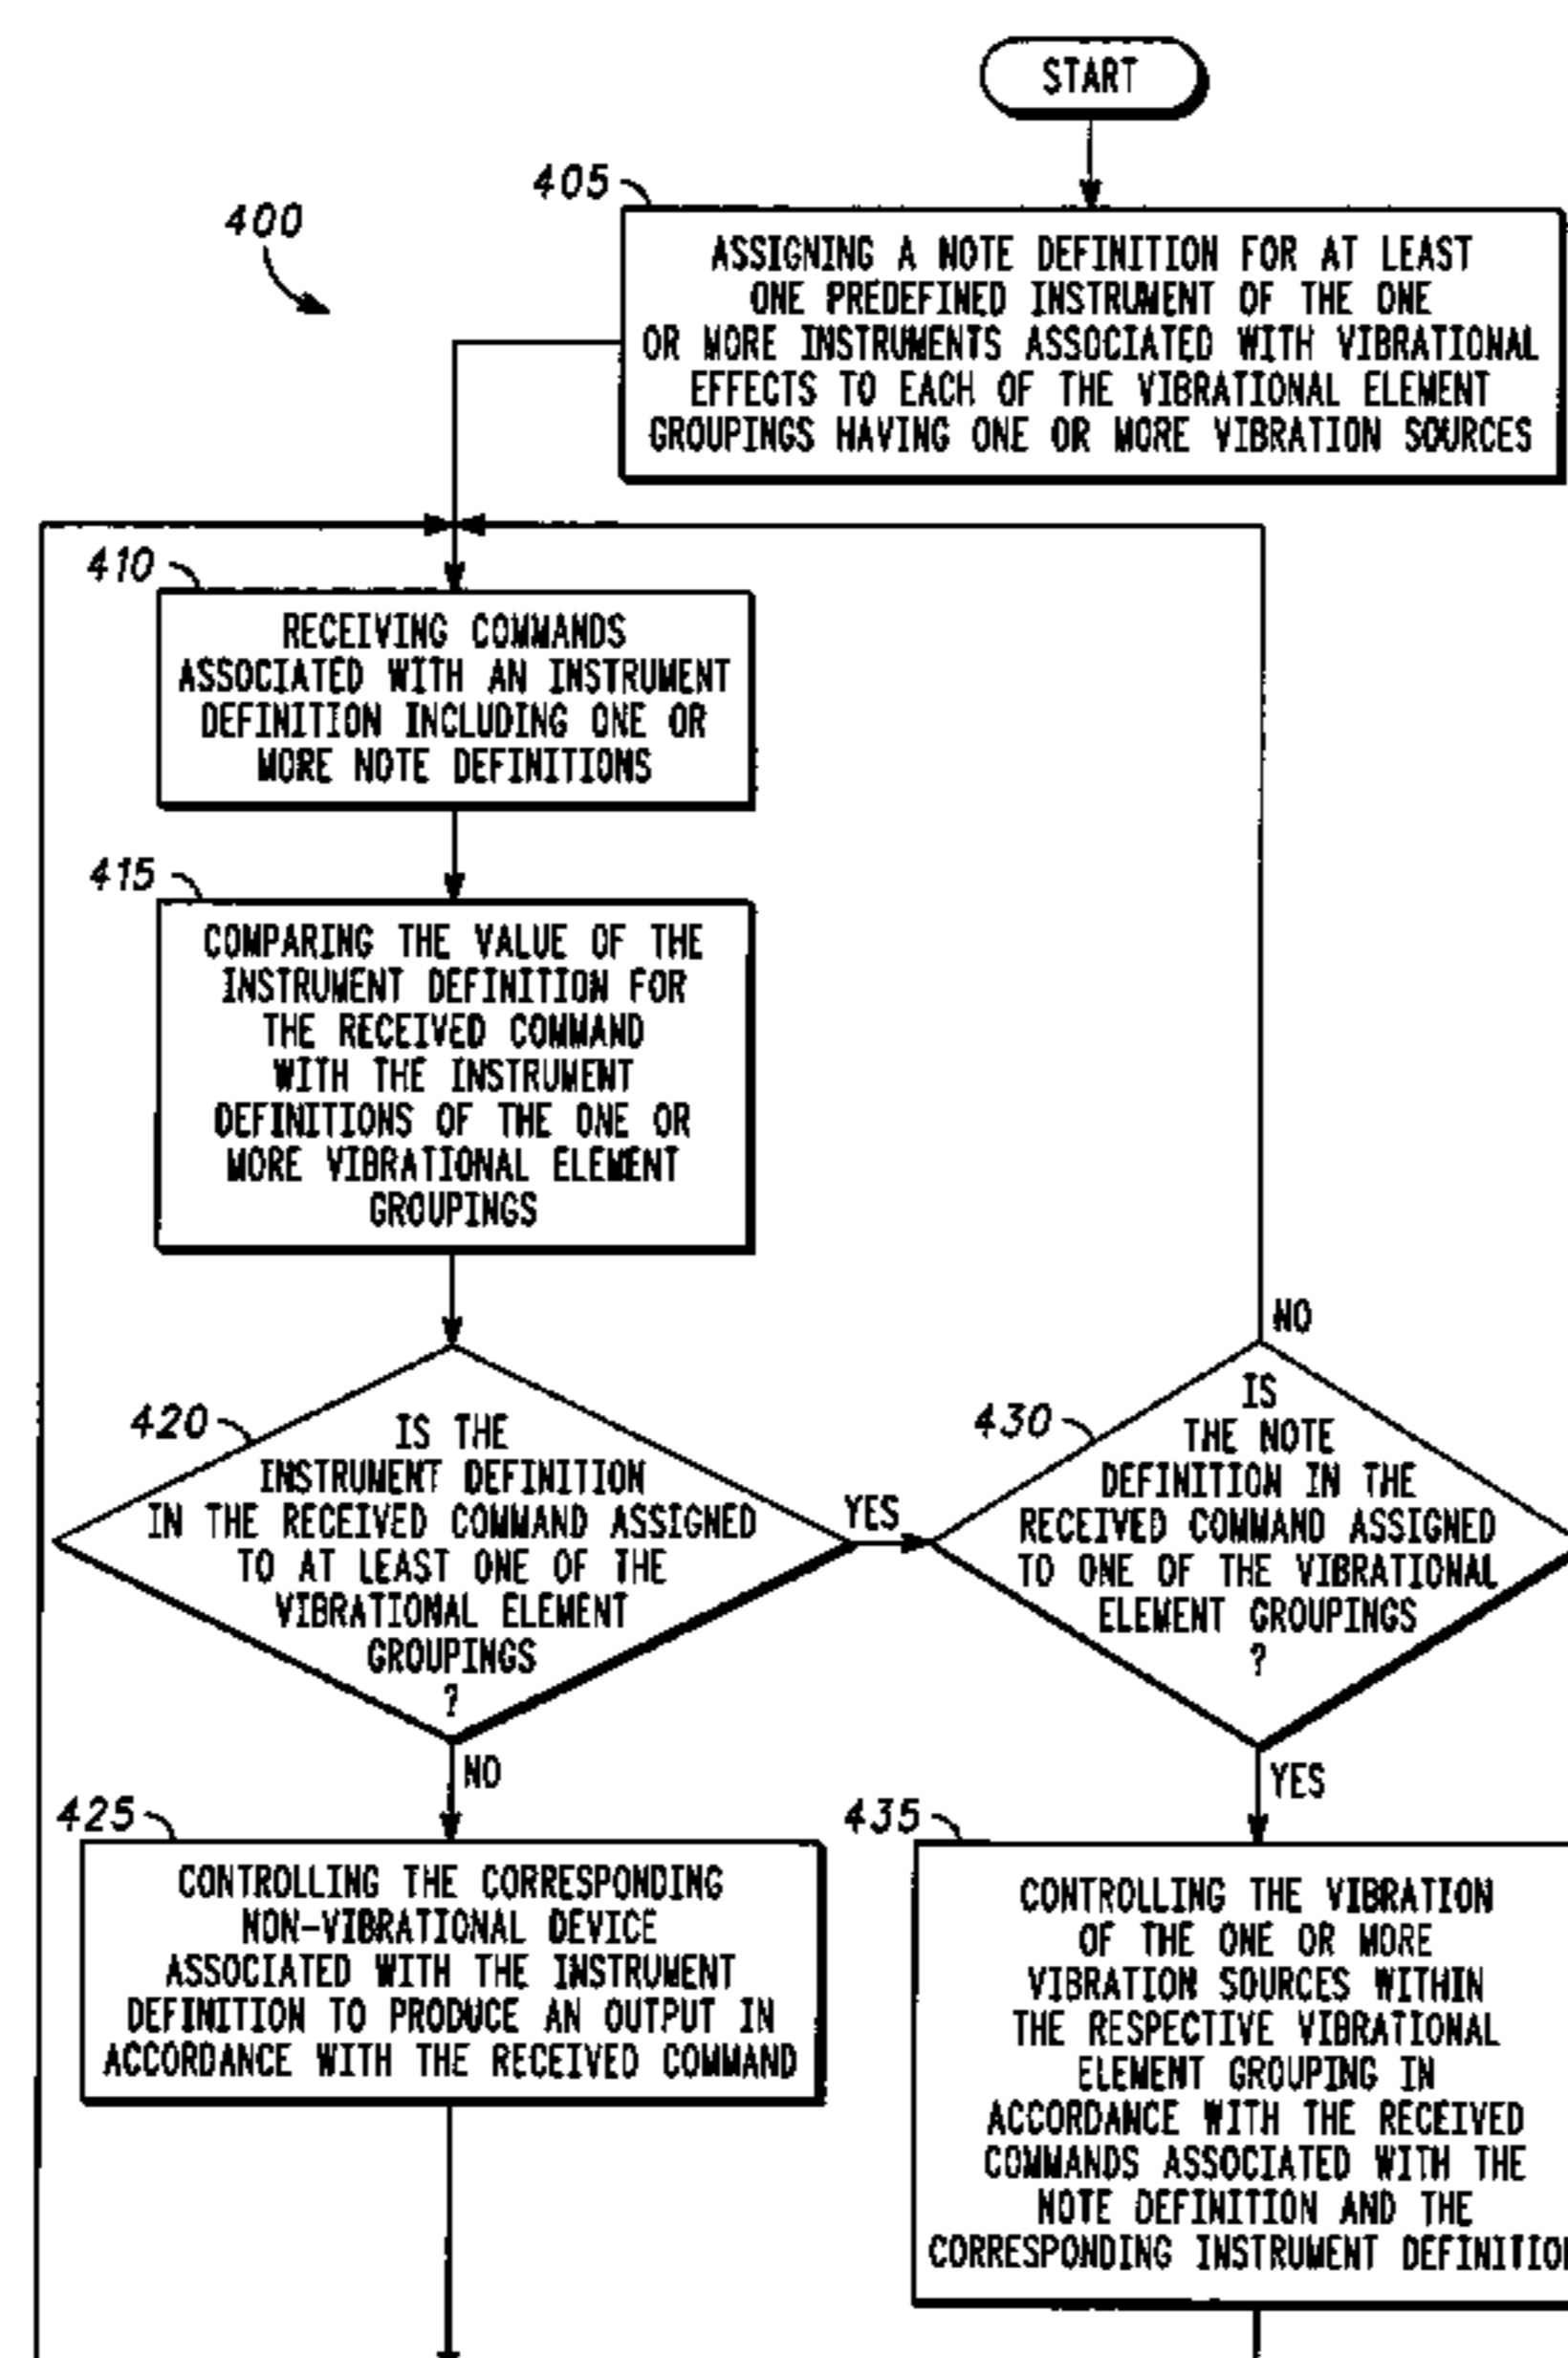 START
405
400
ASSIGNING A NOTE DEFINITION FOR AT LEAST
ONE PREDEFINED INSTRUMENT OF THE ONE
OR MORE INSTRUMENTS ASSOCIATED WITH VIBRATIONAL
EFFECTS TO EACH OF THE VIBRATIONAL ELEMENT
GROUPINGS HAVING ONE OR MORE VIBRATION SOURCES
410
RECEIVING COMMANDS
ASSOCIATED WITH AN INSTRUMENT
DEFINITION INCLUDING ONE OR
MORE NOTE DEFINITIONS
415
COMPARING THE VALUE OF THE
INSTRUMENT DEFINITION FOR
THE RECEIVED COMMAND
WITH THE INSTRUMENT
DEFINITIONS OF THE ONE OR
MORE VIBRATIONAL ELEMENT
GROUPINGS
420
IS THE
INSTRUMENT DEFINITION
IN THE RECEIVED COMMAND ASSIGNED
TO AT LEAST ONE OF THE
VIBRATIONAL ELEMENT
GROUPINGS
?
YES
NO
430
IS
THE NOTE
DEFINITION IN THE
RECEIVED COMMAND ASSIGNED
TO ONE OF THE VIBRATIONAL
ELEMENT GROUPINGS
?
NO
YES
425
CONTROLLING THE CORRESPONDING
NON-VIBRATIONAL DEVICE
ASSOCIATED WITH THE INSTRUMENT
DEFINITION TO PRODUCE AN OUTPUT IN
ACCORDANCE WITH THE RECEIVED COMMAND
435
CONTROLLING THE VIBRATION
OF THE ONE OR MORE
VIBRATION SOURCES WITHIN
THE RESPECTIVE VIBRATIONAL
ELEMENT GROUPING IN
ACCORDANCE WITH THE RECEIVED
COMMANDS ASSOCIATED WITH THE
NOTE DEFINITION AND THE
CORRESPONDING INSTRUMENT